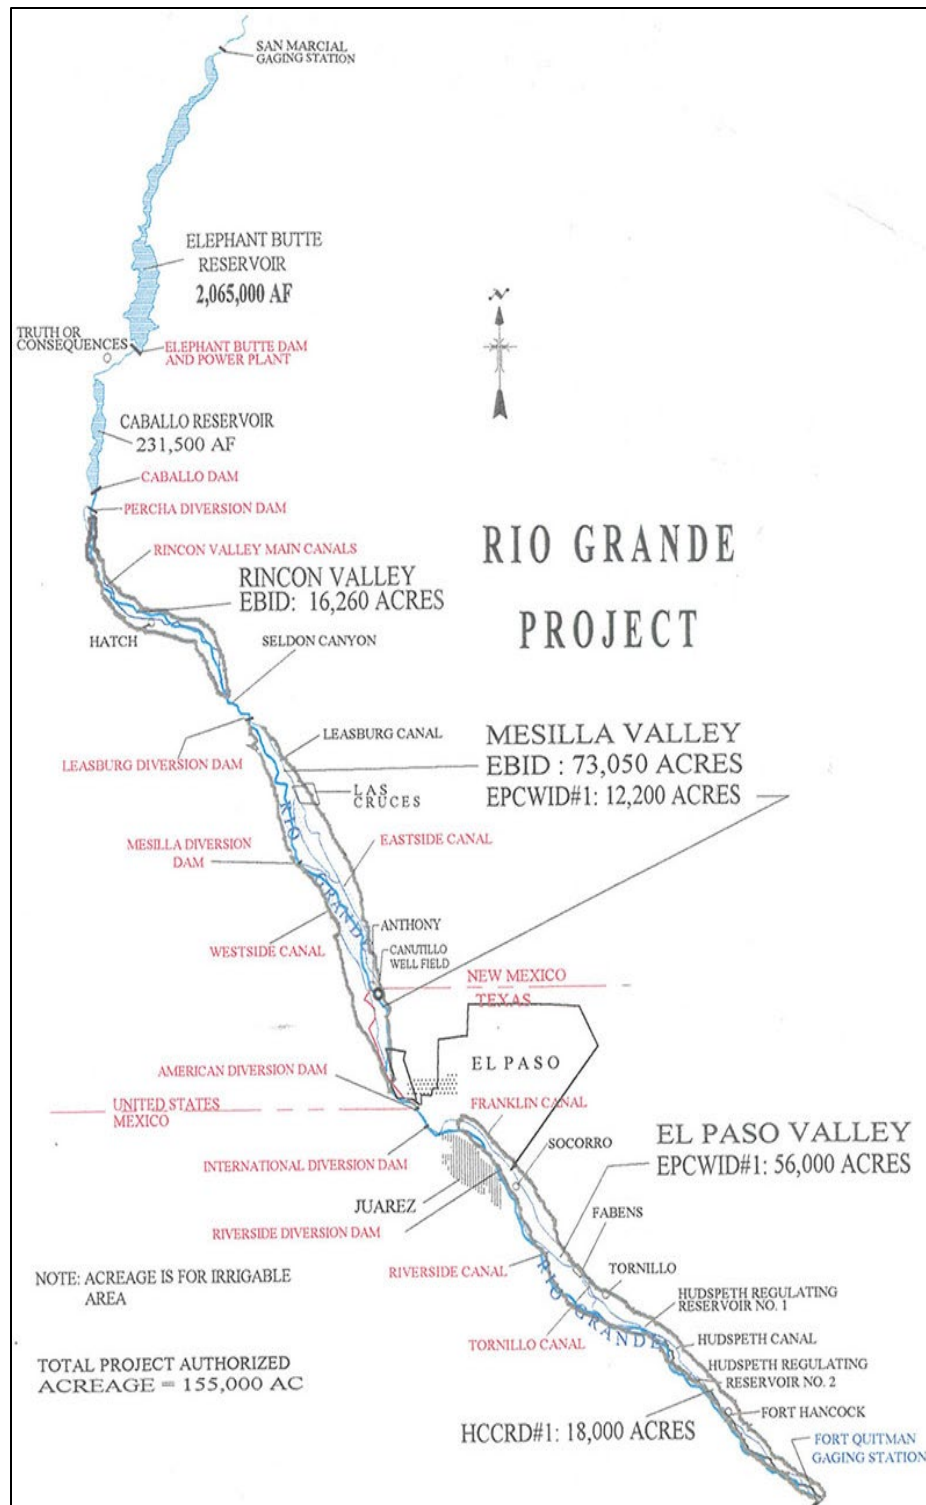 SAN MARCIAL
GAGING STATION
ELEPHANT BUTTE
RESERVOIR
2,065,000 AF
N
TRUTH OR
CONSEQUENCES
ELEPHANT BUTTE DAM
AND POWER PLANT
CABALLO RESERVOIR
231,500 AF
CABALLO DAM
PERCHA DIVERSION DAM
RINCON VALLEY MAIN CANALS
RIO GRANDE
PROJECT
RINCON VALLEY
EBID: 16,260 ACRES
HATCH
SELDON CANYON
LEASBURG CANAL
MESILLA VALLEY
EBID : 73,050 ACRES
EPCWID#1: 12,200 ACRES
LEASBURG DIVERSION DAM
LAS
CRUCES
RIO GRAND
MESILLA DIVERSION
DAM
EASTSIDE CANAL
WESTSIDE CANAL
ANTHONY
CANUTILLO
WELL FIELD
NEW MEXICO
TEXAS
EL PASO
AMERICAN DIVERSION DAM
UNITED STATES
MEXICO
FRANKLIN CANAL
INTERNATIONAL DIVERSION DAM
SOCORRO
EL PASO VALLEY
EPCWID#1: 56,000 ACRES
JUAREZ
RIVERSIDE DIVERSION DAM
FABENS
RIVERSIDE CANAL
TORNILLO
NOTE: ACREAGE IS FOR IRRIGABLE
AREA
HUDSPETH REGULATING
RESERVOIR NO. 1
RIO GRANDE
TORNILLO CANAL
HUDSPETH CANAL
HUDSPETH REGULATING
RESERVOIR NO. 2
TOTAL PROJECT AUTHORIZED
ACREAGE = 155,000 AC
FORT HANCOCK
HCCRD#1: 18,000 ACRES
FORT QUITMAN
GAGING STATION